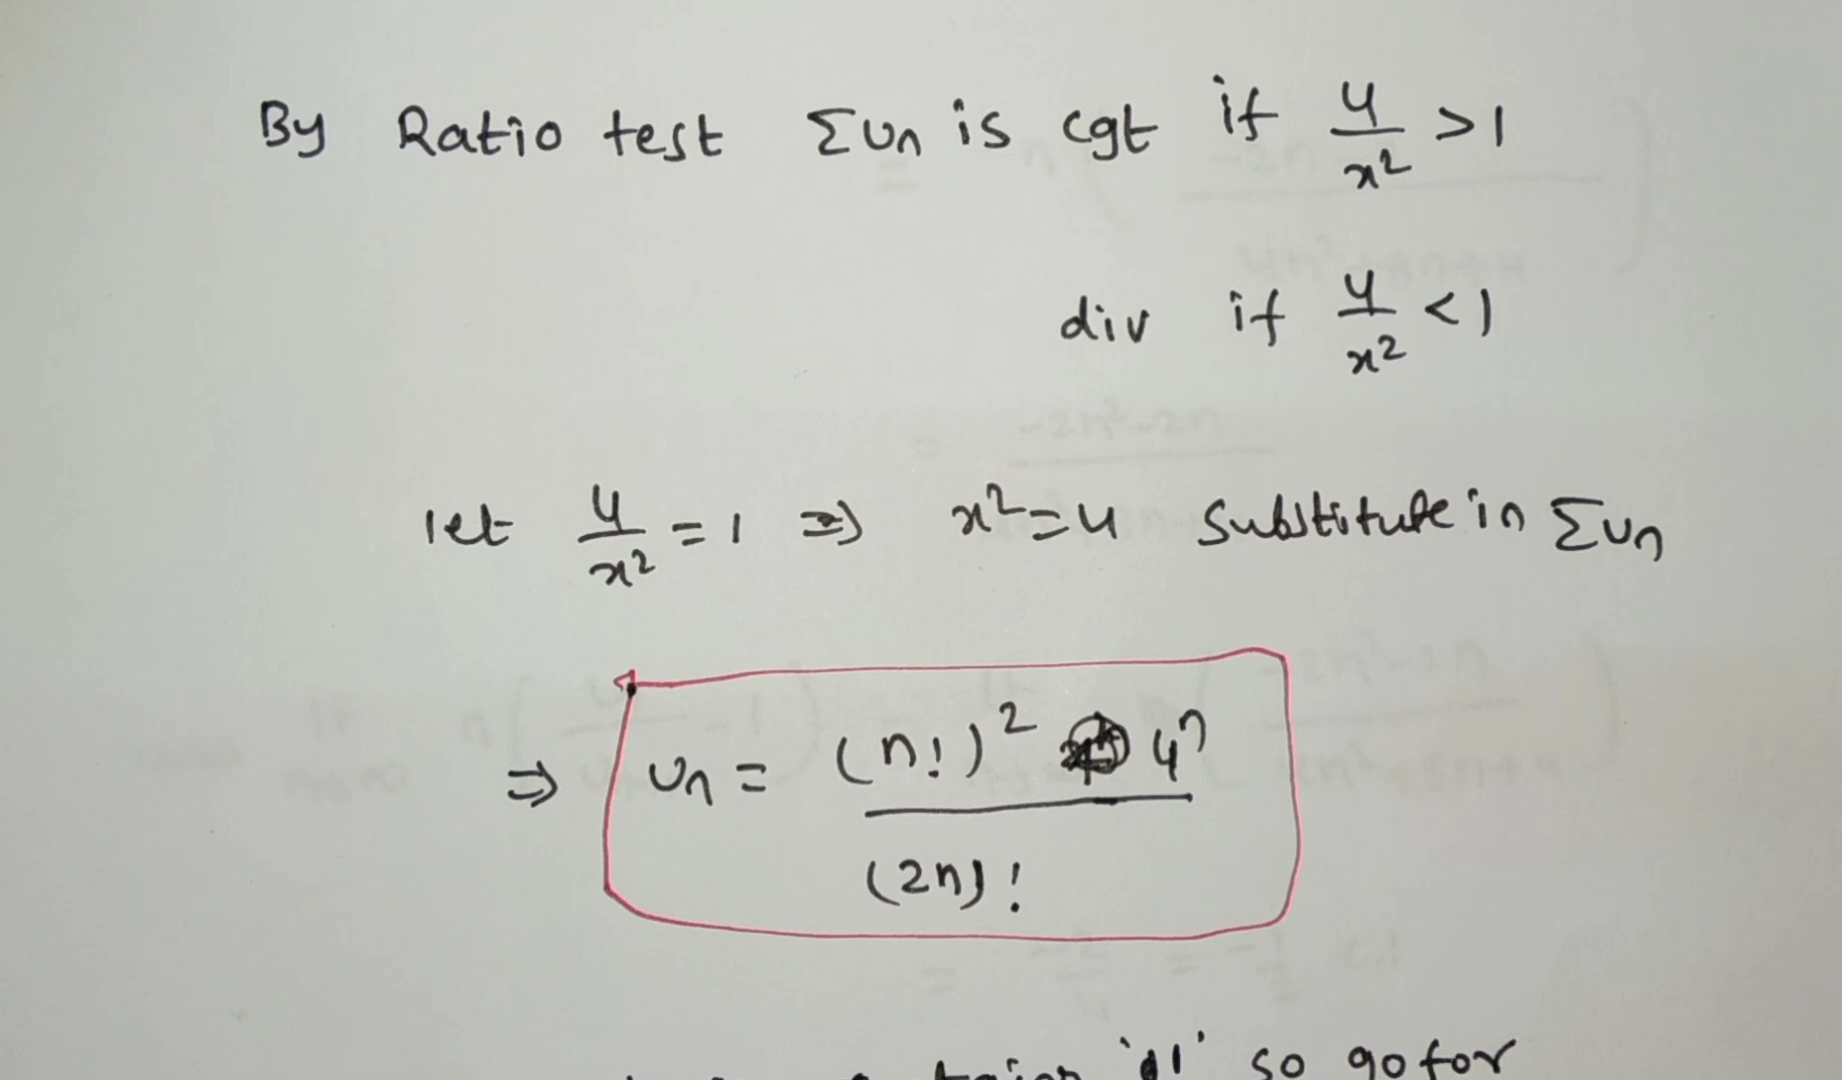 By Ratio test Σun is cgt if 4/x² >1
div if 4/x² <1
let 4/x² = 1 ⇒ x²=4 Substitute in Σun
⇒ un = (n!)² 4ⁿ / (2n)!
so go for